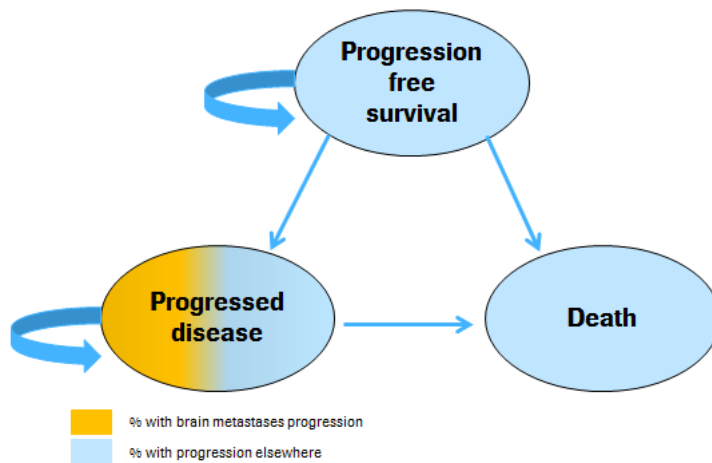 Progression
free
survival
Progressed
disease
Death
% with brain metastases progression
% with progression elsewhere